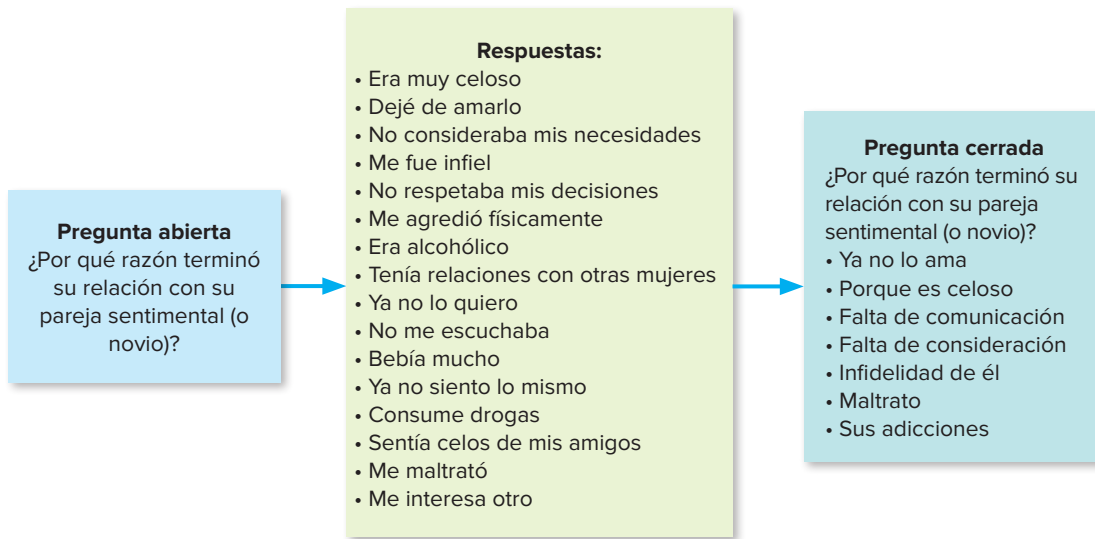 Pregunta abierta
¿Por qué razón terminó
su relación con su
pareja sentimental (o
novio)?
Respuestas:
• Era muy celoso
• Dejé de amarlo
• No consideraba mis necesidades
• Me fue infiel
• No respetaba mis decisiones
• Me agredió físicamente
• Era alcohólico
• Tenía relaciones con otras mujeres
• Ya no lo quiero
• No me escuchaba
• Bebía mucho
• Ya no siento lo mismo
• Consume drogas
• Sentía celos de mis amigos
• Me maltrató
• Me interesa otro
Pregunta cerrada
¿Por qué razón terminó su
relación con su pareja
sentimental (o novio)?
• Ya no lo ama
• Porque es celoso
• Falta de comunicación
• Falta de consideración
• Infidelidad de él
• Maltrato
• Sus adicciones